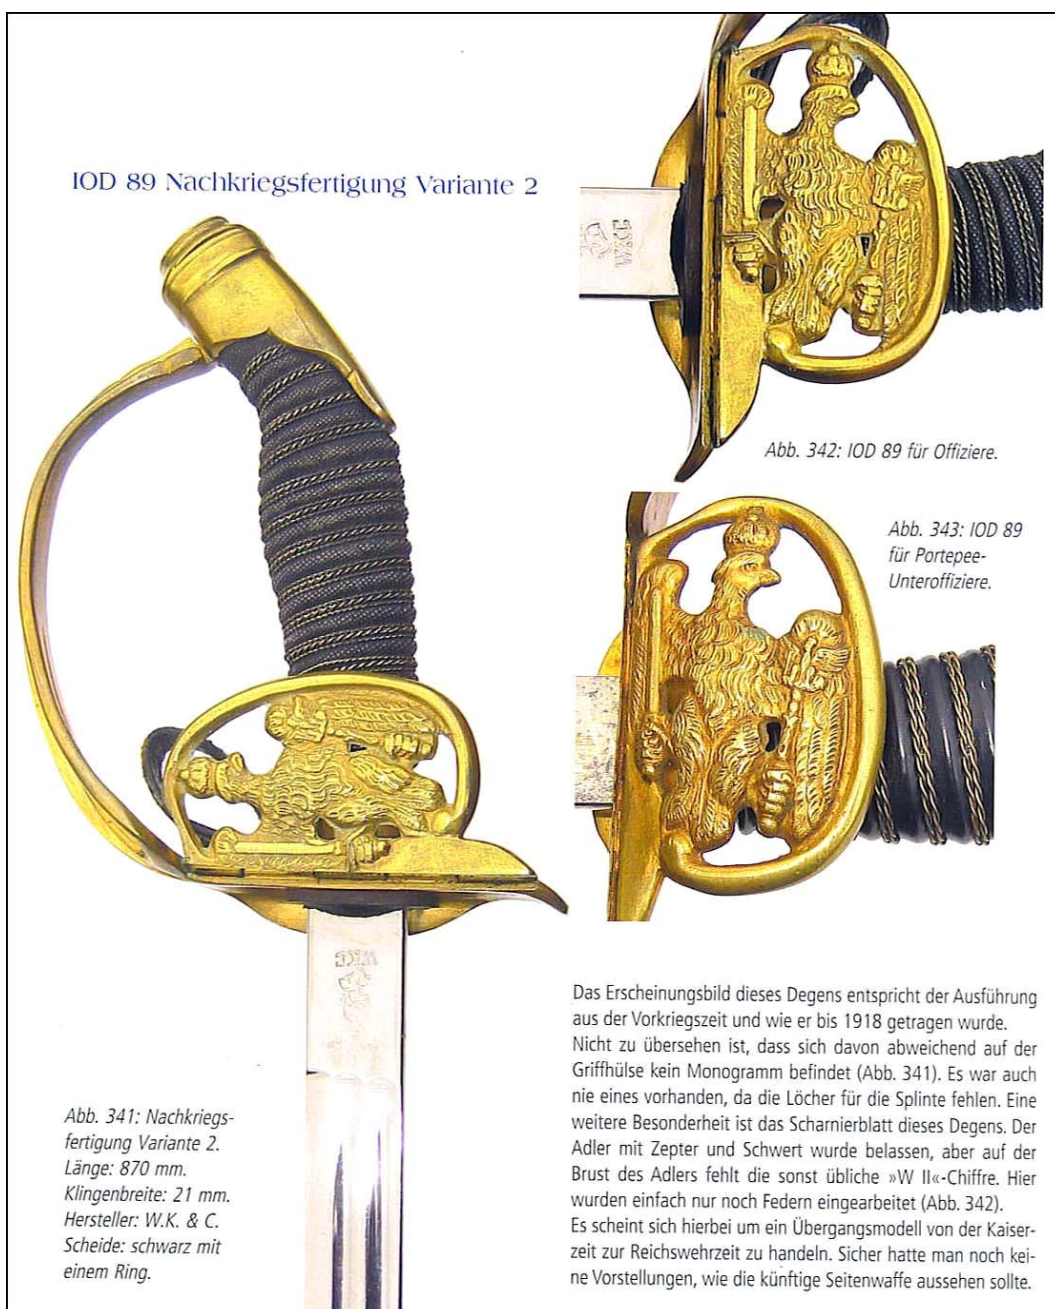 IOD 89 Nachkriegsfertigung Variante 2
Abb. 342: IOD 89 für Offiziere.
Abb. 343: IOD 89
für Portepee-
Unteroffiziere.
WKC
Abb. 341: Nachkriegs-
fertigung Variante 2.
Länge: 870 mm.
Klingenbreite: 21 mm.
Hersteller: W.K. & C.
Scheide: schwarz mit
einem Ring.
Das Erscheinungsbild dieses Degens entspricht der Ausführung
aus der Vorkriegszeit und wie er bis 1918 getragen wurde.
Nicht zu übersehen ist, dass sich davon abweichend auf der
Griffhülse kein Monogramm befindet (Abb. 341). Es war auch
nie eines vorhanden, da die Löcher für die Splinte fehlen. Eine
weitere Besonderheit ist das Scharnierblatt dieses Degens. Der
Adler mit Zepter und Schwert wurde belassen, aber auf der
Brust des Adlers fehlt die sonst übliche »W II«-Chiffre. Hier
wurden einfach nur noch Federn eingearbeitet (Abb. 342).
Es scheint sich hierbei um ein Übergangsmodell von der Kaiser-
zeit zur Reichswehrzeit zu handeln. Sicher hatte man noch kei-
ne Vorstellungen, wie die künftige Seitenwaffe aussehen sollte.